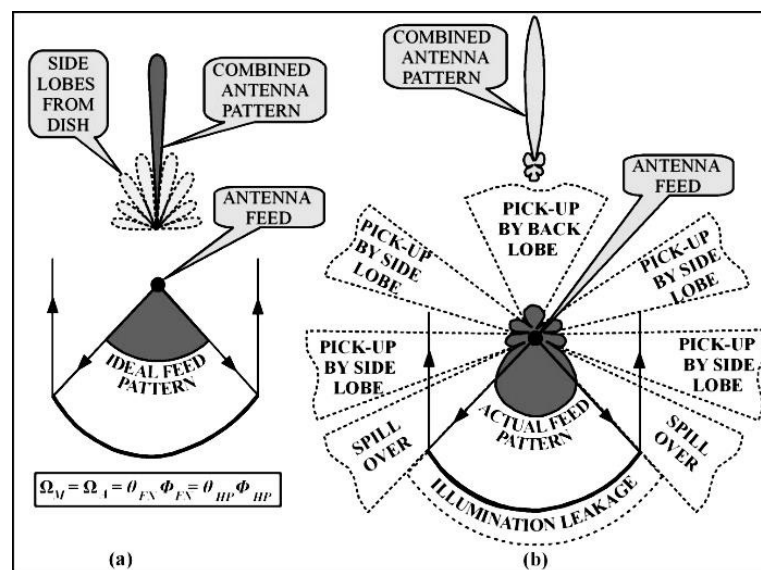 SIDE
LOBES
FROM
DISH
COMBINED
ANTENNA
PATTERN
ANTENNA
FEED
IDEAL FEED
PATTERN
Ω_M = Ω_A = θ_FN Φ_FN = θ_HP Φ_HP
(a)
COMBINED
ANTENNA
PATTERN
ANTENNA
FEED
PICK-UP
BY BACK
LOBE
PICK-UP
BY SIDE
LOBE
PICK-UP
BY SIDE
LOBE
PICK-UP
BY SIDE
LOBE
PICK-UP
BY SIDE
LOBE
ACTUAL FEED
PATTERN
SPILL
OVER
SPILL
OVER
ILLUMINATION LEAKAGE
(b)